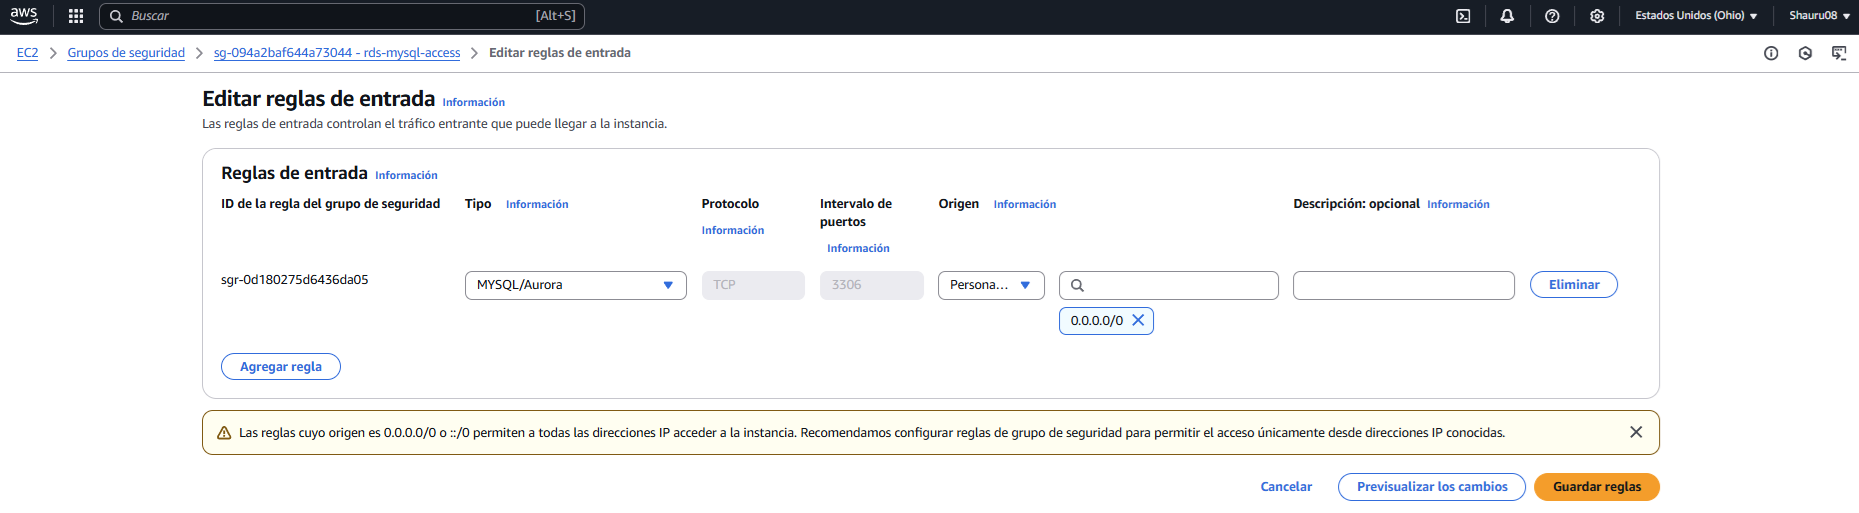 aws
Buscar [Alt+S] Estados Unidos (Ohio) Shauru08
EC2 Grupos de seguridad sg-094a2baf644a73044 - rds-mysql-access Editar reglas de entrada
Editar reglas de entrada Información
Las reglas de entrada controlan el tráfico entrante que puede llegar a la instancia.
Reglas de entrada Información
ID de la regla del grupo de seguridad Tipo Información Protocolo Información Intervalo de puertos Información Origen Información Descripción: opcional Información
sgr-0d180275d6436da05 MYSQL/Aurora TCP 3306 Persona... Eliminar
0.0.0.0/0
Agregar regla
Las reglas cuyo origen es 0.0.0.0/0 o ::/0 permiten a todas las direcciones IP acceder a la instancia. Recomendamos configurar reglas de grupo de seguridad para permitir el acceso únicamente desde direcciones IP conocidas.
Cancelar Previsualizar los cambios Guardar reglas